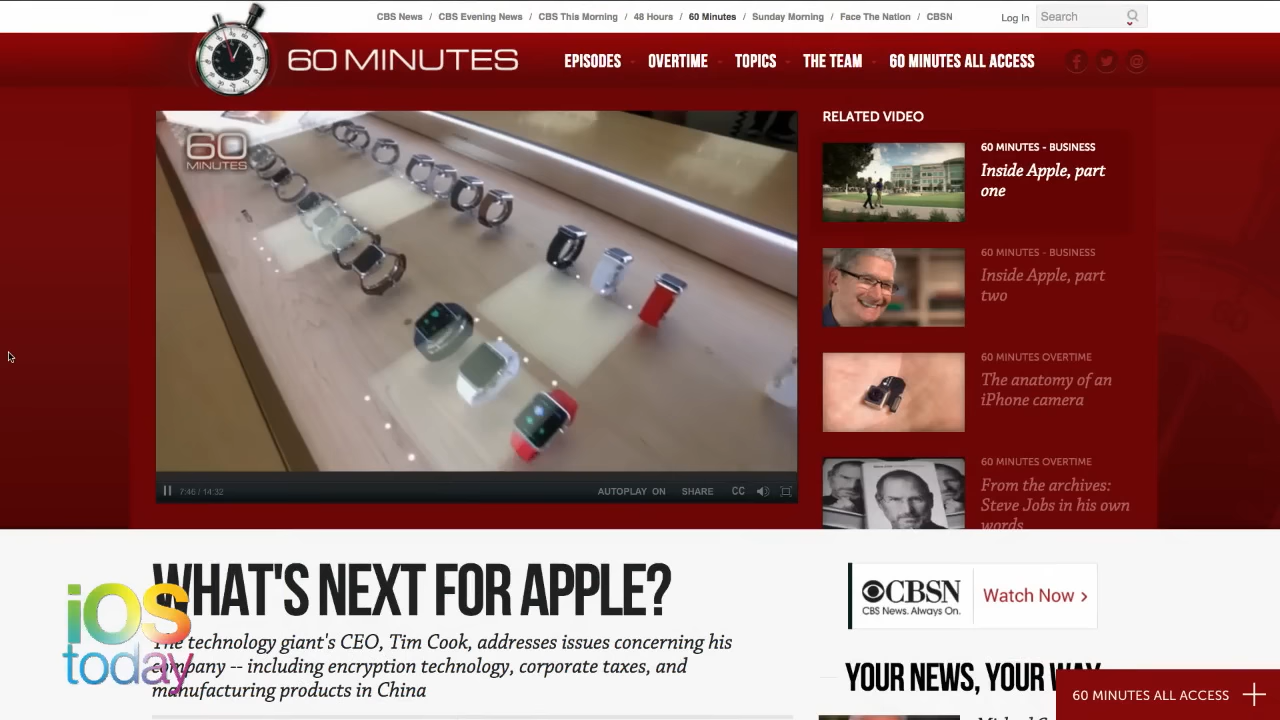 CBS News / CBS Evening News / CBS This Morning / 48 Hours / 60 Minutes / Sunday Morning / Face The Nation / CBSN
Log In
Search
60 MINUTES
EPISODES
OVERTIME
TOPICS
THE TEAM
60 MINUTES ALL ACCESS
60
MINUTES
7:46 / 14:32
AUTOPLAY ON
SHARE
CC
RELATED VIDEO
60 MINUTES - BUSINESS
Inside Apple, part
one
60 MINUTES - BUSINESS
Inside Apple, part
two
60 MINUTES OVERTIME
The anatomy of an
iPhone camera
60 MINUTES OVERTIME
From the archives:
Steve Jobs in his own
words
WHAT'S NEXT FOR APPLE?
The technology giant's CEO, Tim Cook, addresses issues concerning his
company -- including encryption technology, corporate taxes, and
manufacturing products in China
iOS
today
CBSN
CBS News. Always On.
Watch Now >
YOUR NEWS, YOUR WAY
60 MINUTES ALL ACCESS